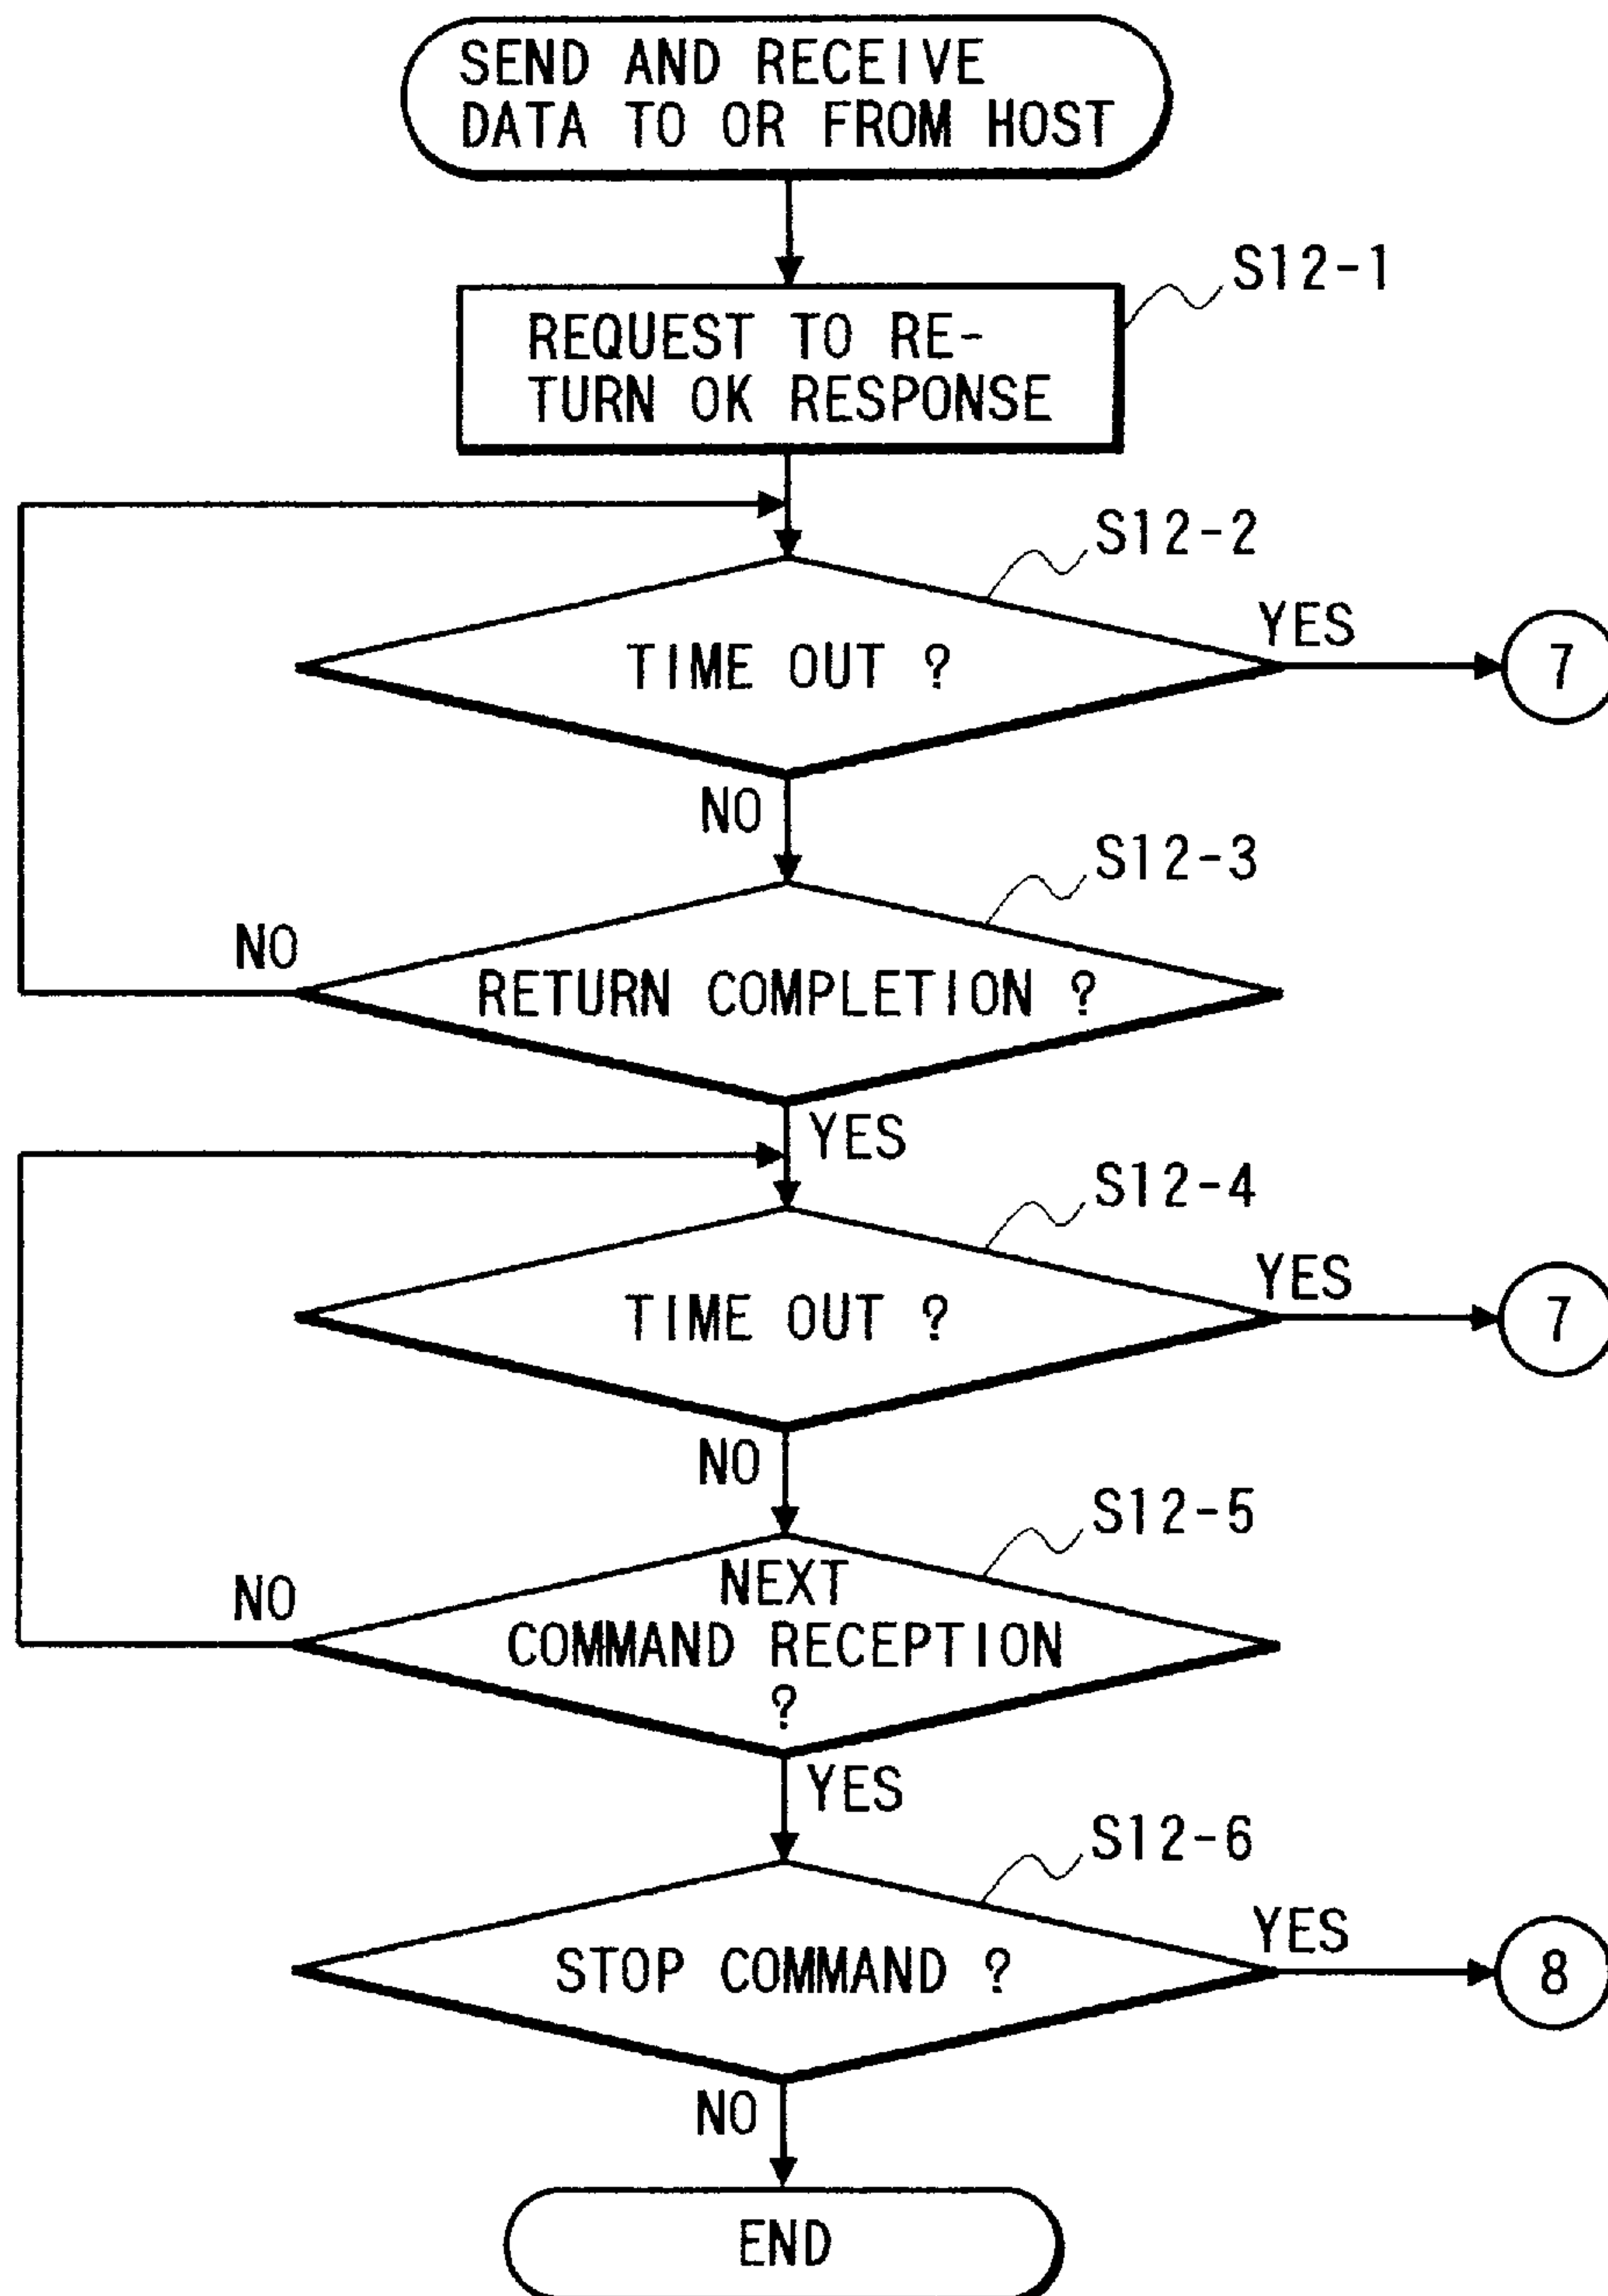 SEND AND RECEIVE
DATA TO OR FROM HOST
S12-1
REQUEST TO RE-
TURN OK RESPONSE
S12-2
YES
TIME OUT ?
7
NO
S12-3
NO
RETURN COMPLETION ?
YES
S12-4
YES
TIME OUT ?
7
NO
S12-5
NEXT
NO
COMMAND RECEPTION
?
YES
S12-6
YES
STOP COMMAND ?
8
NO
END